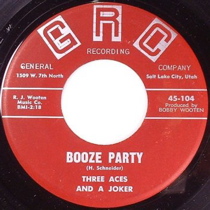 GRC
RECORDING
GENERAL COMPANY
1509 W. 7th North Salt Lake City, Utah
R. J. Wooten
Music Co.
BMI-2:18
45-104
Produced by
BOBBY WOOTEN
BOOZE PARTY
(H. Schneider)
THREE ACES
AND A JOKER